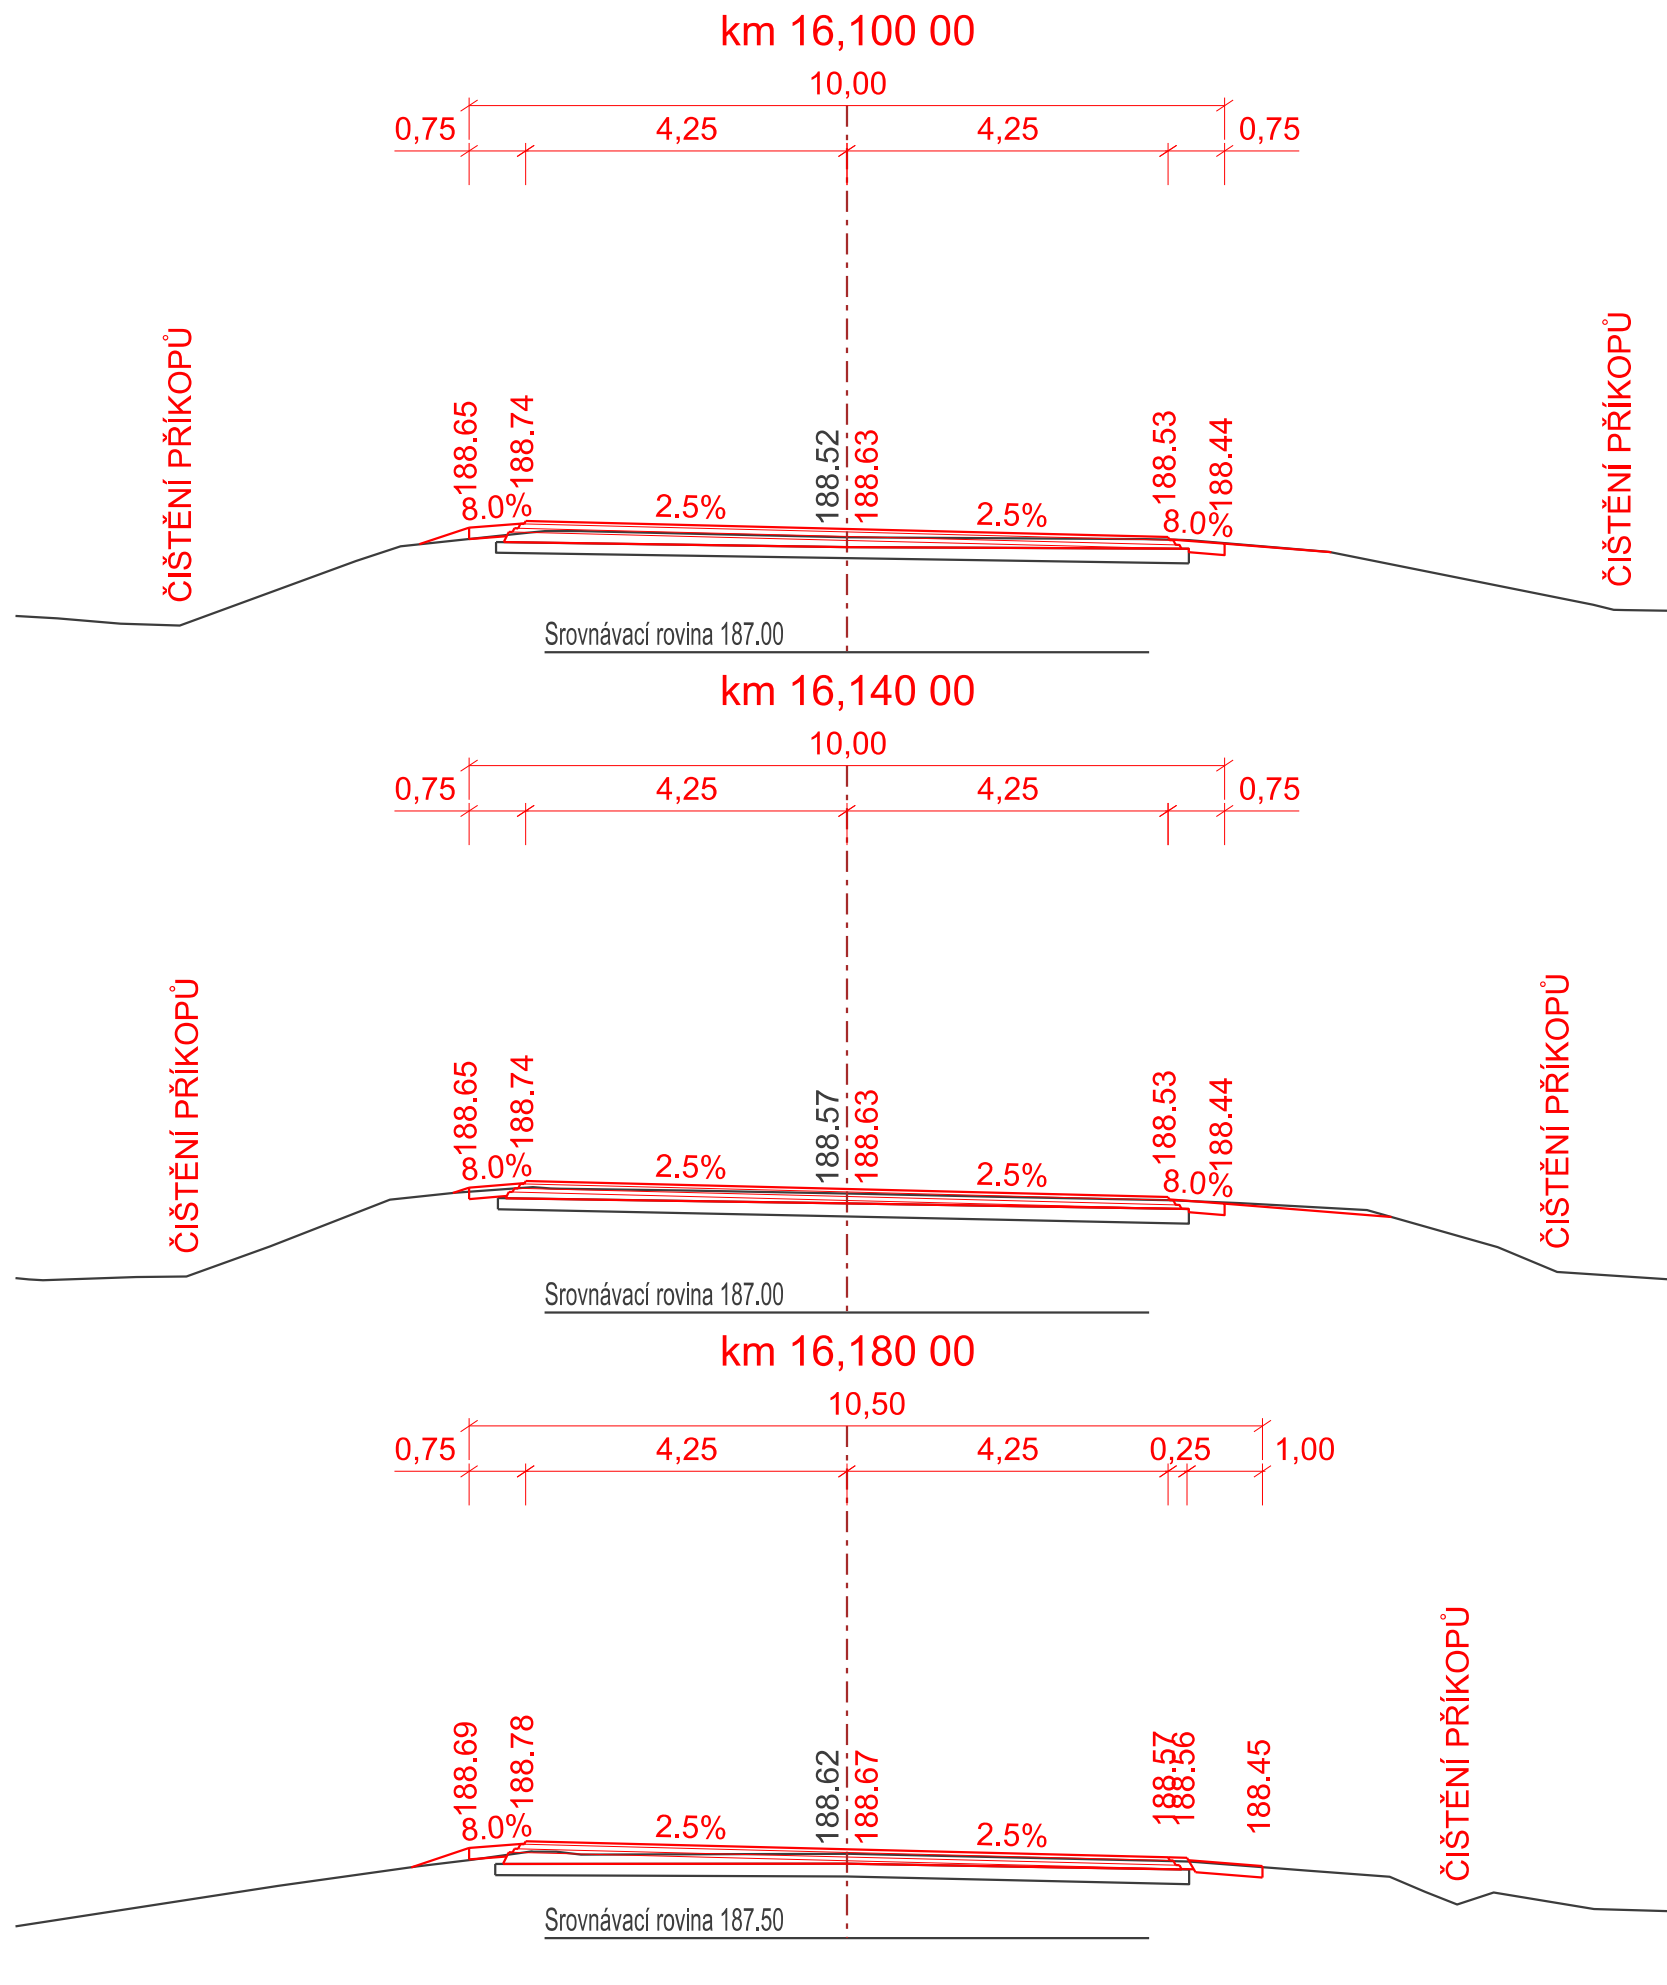 km 16,100 00
10,00
0,75 4,25 4,25 0,75
ČIŠTĚNÍ PŘÍKOPŮ
188.65
188.74
188.52
188.63
188.53
188.44
ČIŠTĚNÍ PŘÍKOPŮ
8.0% 2.5% 2.5% 8.0%
Srovnávací rovina 187.00
km 16,140 00
10,00
0,75 4,25 4,25 0,75
ČIŠTĚNÍ PŘÍKOPŮ
188.65
188.74
188.57
188.63
188.53
188.44
ČIŠTĚNÍ PŘÍKOPŮ
8.0% 2.5% 2.5% 8.0%
Srovnávací rovina 187.00
km 16,180 00
10,50
0,75 4,25 4,25 0,25 1,00
188.69
188.78
188.62
188.67
188.57
188.56
188.45
ČIŠTĚNÍ PŘÍKOPŮ
8.0% 2.5% 2.5%
Srovnávací rovina 187.50